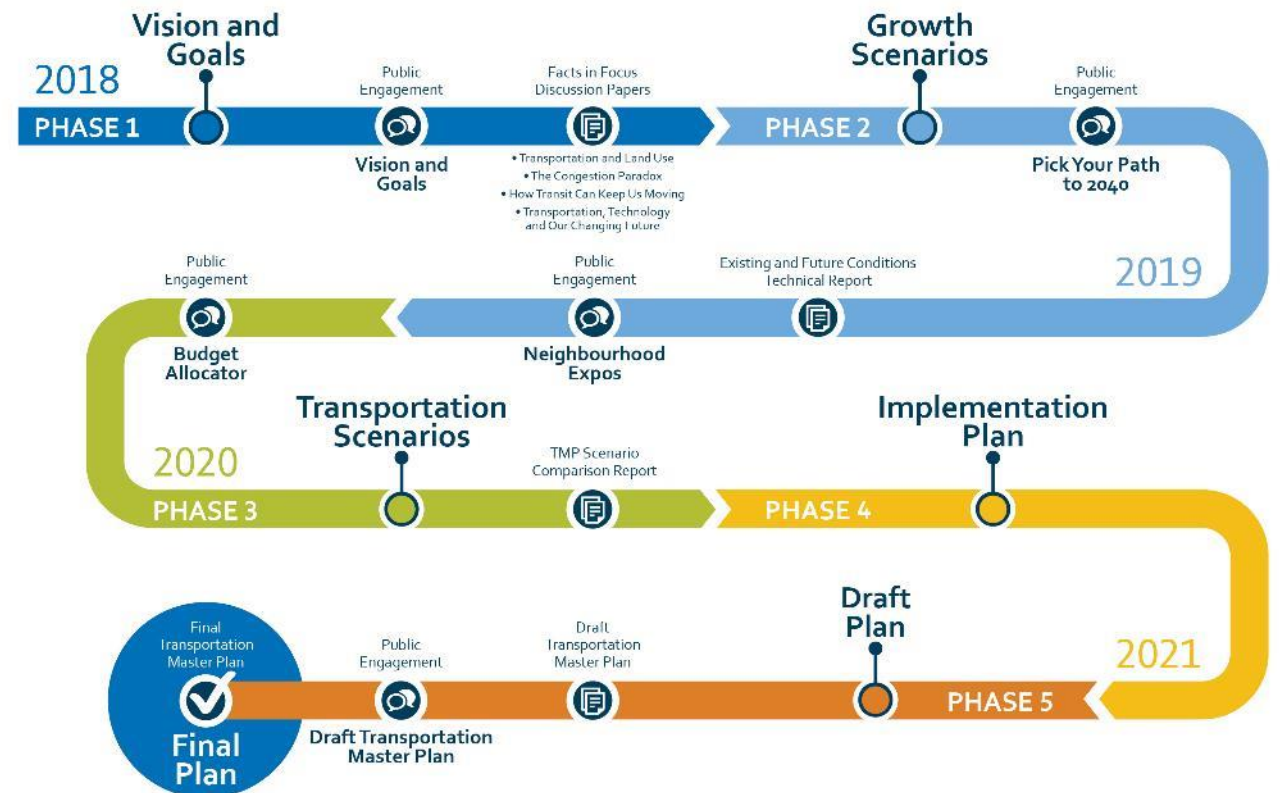 Vision and
Goals
2018
PHASE 1
Public
Engagement
Vision and
Goals
Facts in Focus
Discussion Papers
• Transportation and Land Use
• The Congestion Paradox
• How Transit Can Keep Us Moving
• Transportation, Technology
and Our Changing Future
PHASE 2
Growth
Scenarios
Public
Engagement
Pick Your Path
to 2040
2019
Existing and Future Conditions
Technical Report
Public
Engagement
Neighbourhood
Expos
Public
Engagement
Budget
Allocator
2020
PHASE 3
Transportation
Scenarios
TMP Scenario
Comparison Report
PHASE 4
Implementation
Plan
2021
PHASE 5
Draft
Plan
Draft
Transportation
Master Plan
Public
Engagement
Draft Transportation
Master Plan
Final
Transportation
Master Plan
Final
Plan